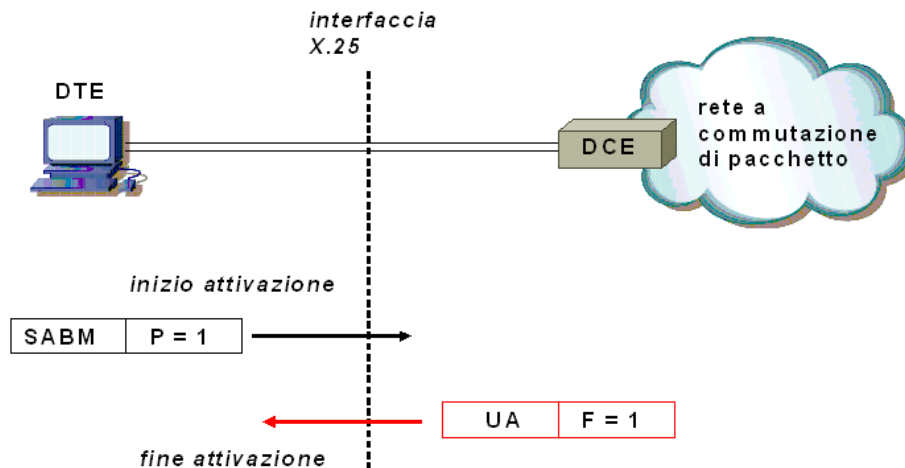 interfaccia
X.25
DTE
DCE
rete a
commutazione
di pacchetto
inizio attivazione
SABM P = 1
UA F = 1
fine attivazione